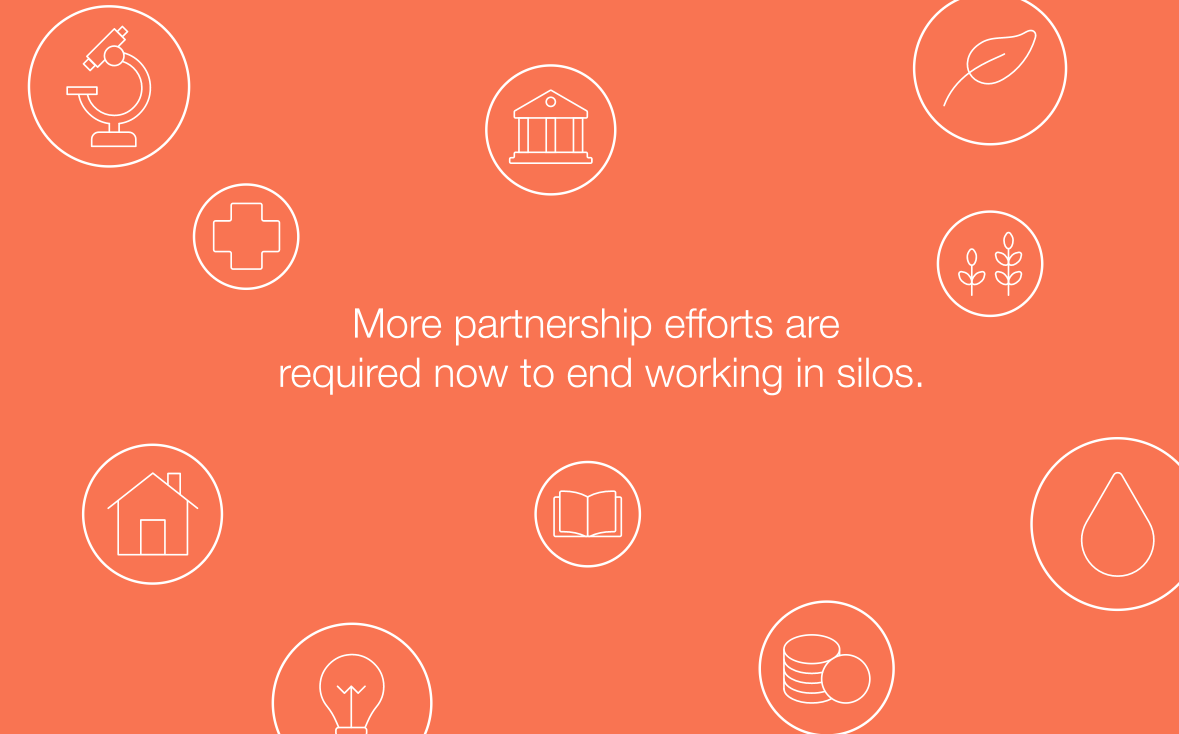 More partnership efforts are
required now to end working in silos.